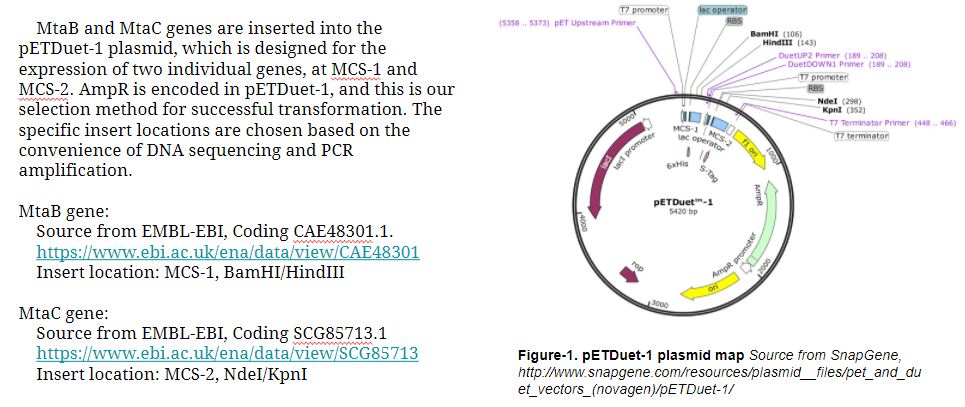 MtaB and MtaC genes are inserted into the
pETDuet-1 plasmid, which is designed for the
expression of two individual genes, at MCS-1 and
MCS-2. AmpR is encoded in pETDuet-1, and this is our
selection method for successful transformation. The
specific insert locations are chosen based on the
convenience of DNA sequencing and PCR
amplification.
MtaB gene:
Source from EMBL-EBI, Coding CAE48301.1.
https://www.ebi.ac.uk/ena/data/view/CAE48301
Insert location: MCS-1, BamHI/HindIII
MtaC gene:
Source from EMBL-EBI, Coding SCG85713.1
https://www.ebi.ac.uk/ena/data/view/SCG85713
Insert location: MCS-2, NdeI/KpnI
T7 promoter
lac operator
(5358 .. 5373) pET Upstream Primer
RBS
BamHI (106)
HindIII (143)
DuetUP2 Primer (189 .. 208)
DuetDOWN1 Primer (189 .. 208)
T7 promoter
RBS
NdeI (298)
KpnI (352)
T7 Terminator Primer (448 .. 466)
T7 terminator
MCS-1
MCS-2
lac operator
6xHis
S-Tag
f1 ori
1000
AmpR
AmpR promoter
2000
ori
3000
rop
4000
lacI
lacI promoter
5000
pETDuet™-1
5420 bp
Figure-1. pETDuet-1 plasmid map Source from SnapGene,
http://www.snapgene.com/resources/plasmid__files/pet_and_du
et_vectors_(novagen)/pETDuet-1/